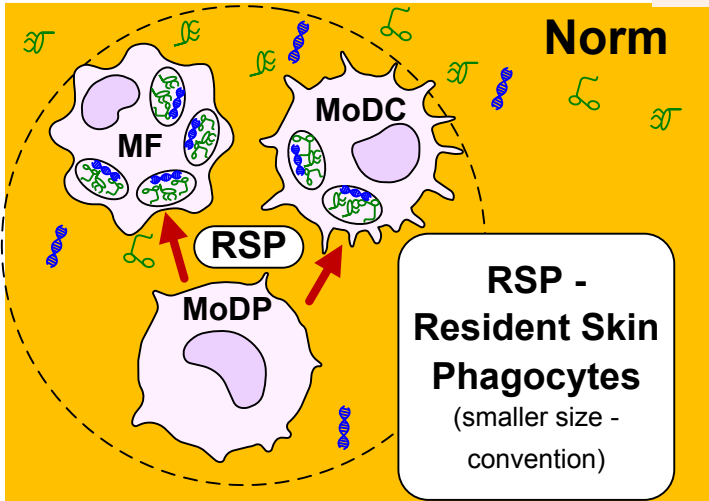 Norm
MoDC
MF
RSP
MoDP
RSP -
Resident Skin
Phagocytes
(smaller size -
convention)